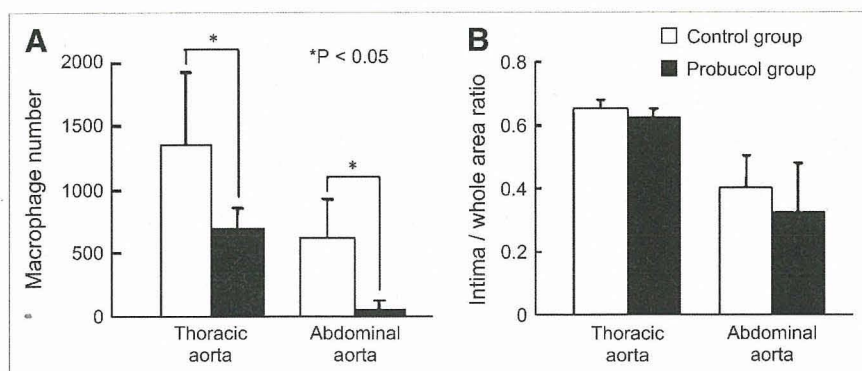 A
*
*P < 0.05
2000
1500
1000
500
0
Macrophage number
*
Thoracic
aorta
Abdominal
aorta
B
Control group
Probucol group
0.8
0.6
0.4
0.2
0
Intima / whole area ratio
Thoracic
aorta
Abdominal
aorta